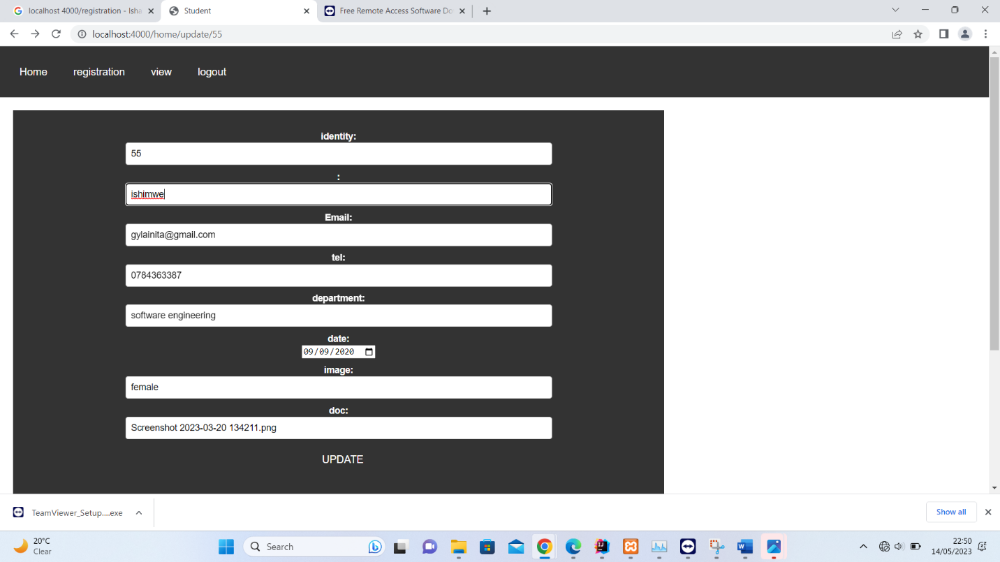 localhost 4000/registration - Isha
Student
Free Remote Access Software Do
localhost:4000/home/update/55
Home registration view logout
identity:
55
:
ishimwe
Email:
gylainita@gmail.com
tel:
0784363387
department:
software engineering
date:
09/09/2020
image:
female
doc:
Screenshot 2023-03-20 134211.png
UPDATE
TeamViewer_Setup....exe
Show all
20°C
Clear
Search
22:50
14/05/2023